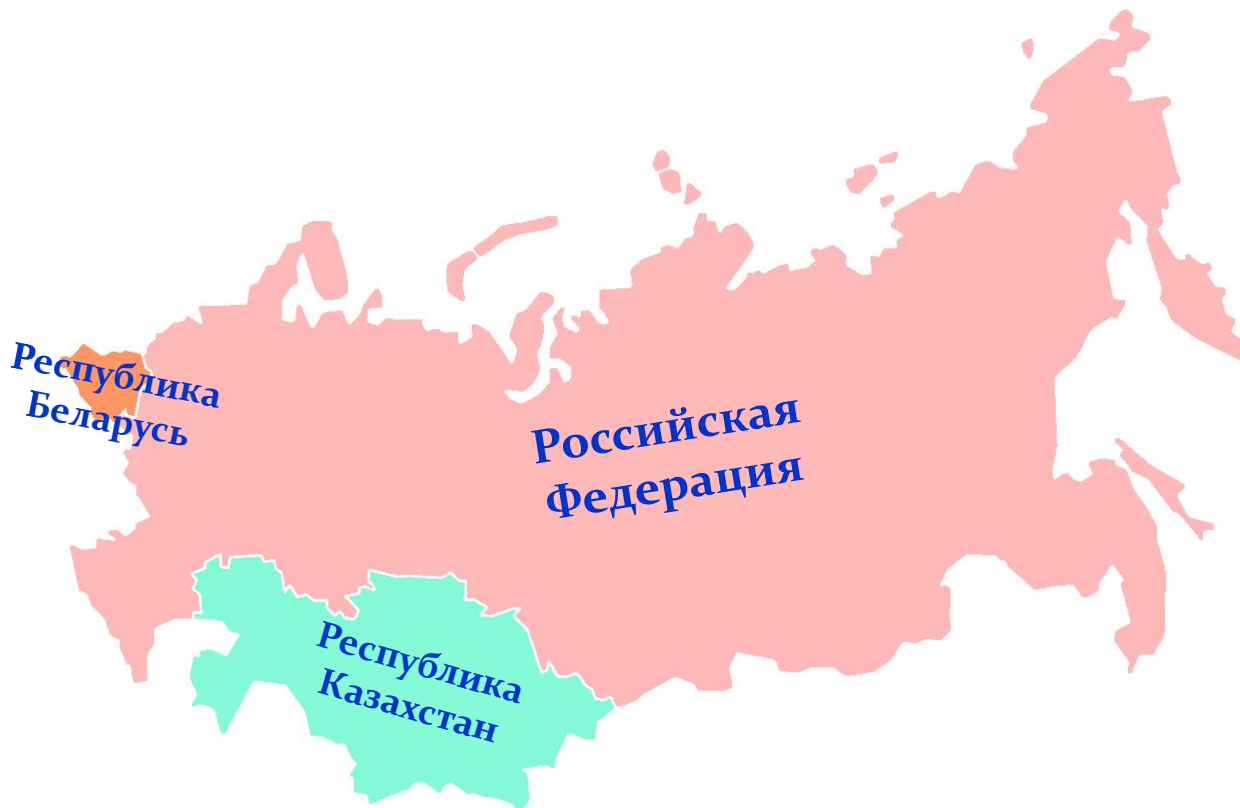 Республика
Беларусь
Российская
Федерация
Республика
Казахстан